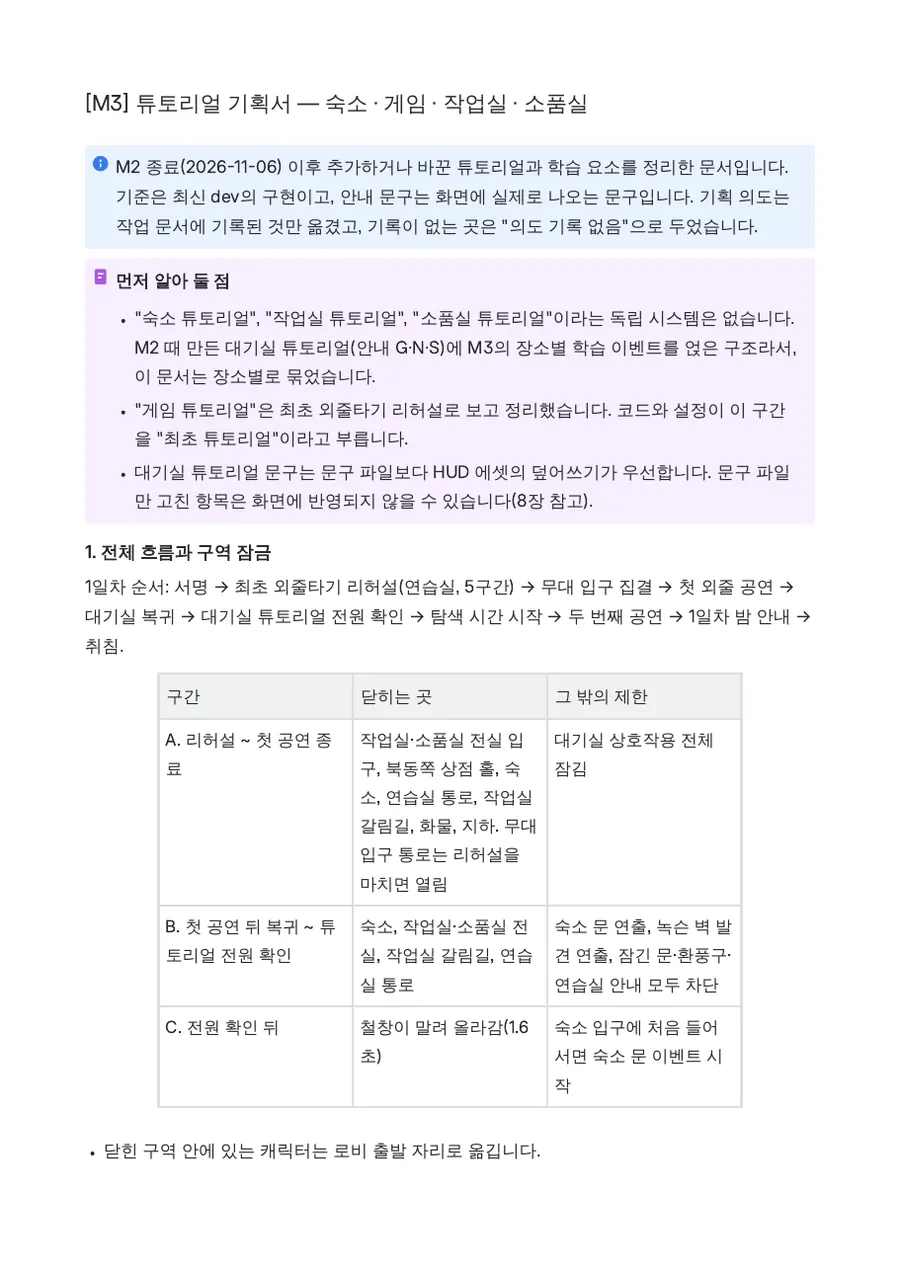 [M3] 튜토리얼 기획서 — 숙소 · 게임 · 작업실 · 소품실
M2 종료(2026-11-06) 이후 추가하거나 바꾼 튜토리얼과 학습 요소를 정리한 문서입니다.
기준은 최신 dev의 구현이고, 안내 문구는 화면에 실제로 나오는 문구입니다. 기획 의도는
작업 문서에 기록된 것만 옮겼고, 기록이 없는 곳은 "의도 기록 없음"으로 두었습니다.
먼저 알아 둘 점
• "숙소 튜토리얼", "작업실 튜토리얼", "소품실 튜토리얼"이라는 독립 시스템은 없습니다.
M2 때 만든 대기실 튜토리얼(안내 G·N·S)에 M3의 장소별 학습 이벤트를 얹은 구조라서,
이 문서는 장소별로 묶었습니다.
• "게임 튜토리얼"은 최초 외줄타기 리허설로 보고 정리했습니다. 코드와 설정이 이 구간
을 "최초 튜토리얼"이라고 부릅니다.
• 대기실 튜토리얼 문구는 문구 파일보다 HUD 에셋의 덮어쓰기가 우선합니다. 문구 파일
만 고친 항목은 화면에 반영되지 않을 수 있습니다(8장 참고).
1. 전체 흐름과 구역 잠금
1일차 순서: 서명 → 최초 외줄타기 리허설(연습실, 5구간) → 무대 입구 집결 → 첫 외줄 공연 →
대기실 복귀 → 대기실 튜토리얼 전원 확인 → 탐색 시간 시작 → 두 번째 공연 → 1일차 밤 안내 →
취침.
구간
닫히는 곳
그 밖의 제한
A. 리허설 ~ 첫 공연 종
료
작업실·소품실 전실 입
구, 북동쪽 상점 홀, 숙
소, 연습실 통로, 작업실
갈림길, 화물, 지하. 무대
입구 통로는 리허설을
마치면 열림
대기실 상호작용 전체
잠김
B. 첫 공연 뒤 복귀 ~ 튜
토리얼 전원 확인
숙소, 작업실·소품실 전
실, 작업실 갈림길, 연습
실 통로
숙소 문 연출, 녹슨 벽 발
견 연출, 잠긴 문·환풍구·
연습실 안내 모두 차단
C. 전원 확인 뒤
철창이 말려 올라감(1.6
초)
숙소 입구에 처음 들어
서면 숙소 문 이벤트 시
작
• 닫힌 구역 안에 있는 캐릭터는 로비 출발 자리로 옮깁니다.